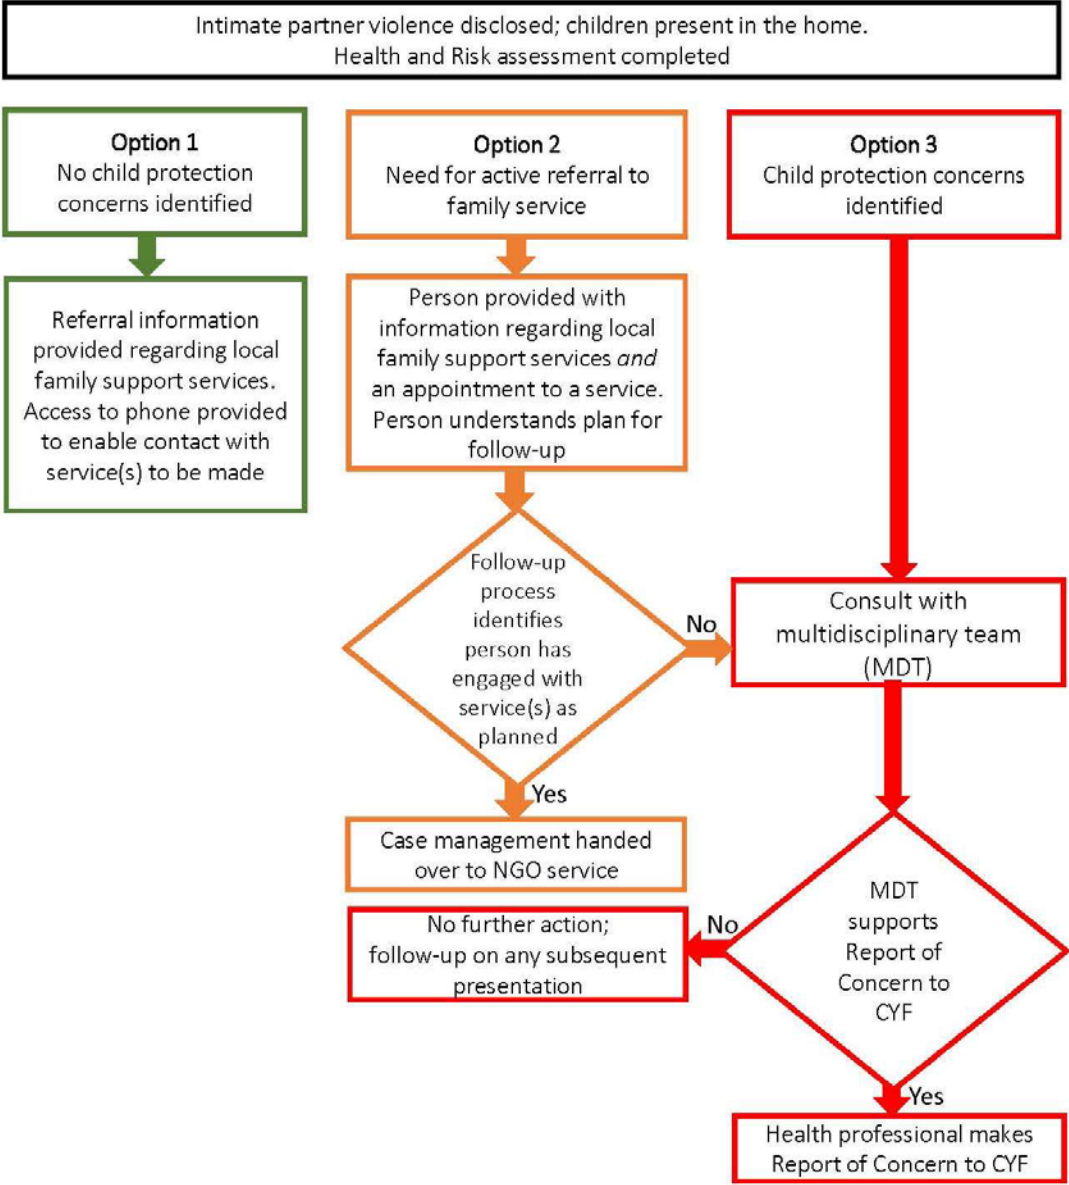 Intimate partner violence disclosed; children present in the home.
Health and Risk assessment completed
Option 1
No child protection
concerns identified
Referral information
provided regarding local
family support services.
Access to phone provided
to enable contact with
service(s) to be made
Option 2
Need for active referral to
family service
Person provided with
information regarding local
family support services and
an appointment to a service.
Person understands plan for
follow-up
Follow-up
process
identifies
person has
engaged with
service(s) as
planned
No
Yes
Case management handed
over to NGO service
Option 3
Child protection concerns
identified
Consult with
multidisciplinary team
(MDT)
MDT
supports
Report of
Concern to
CYF
No
No further action;
follow-up on any subsequent
presentation
Yes
Health professional makes
Report of Concern to CYF